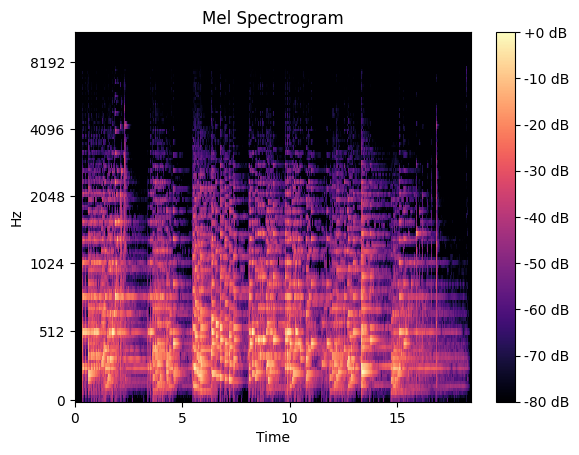 Mel Spectrogram
Hz
8192
4096
2048
1024
512
0
0
5
10
15
Time
+0 dB
-10 dB
-20 dB
-30 dB
-40 dB
-50 dB
-60 dB
-70 dB
-80 dB